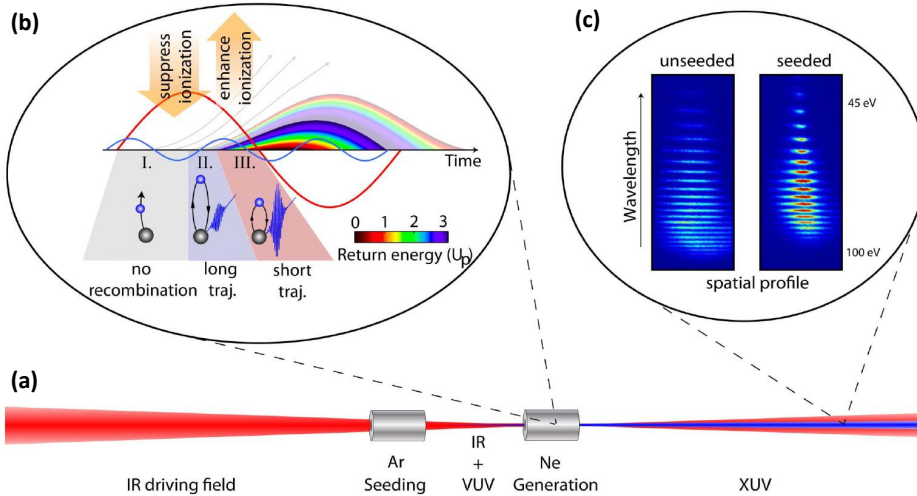 (b)
suppress
ionization
enhance
ionization
I.
II.
III.
Time
0 1 2 3
Return energy (Up)
no
recombination
long
traj.
short
traj.
(c)
unseeded
seeded
Wavelength
45 eV
100 eV
spatial profile
(a)
IR driving field
Ar
Seeding
IR
+
VUV
Ne
Generation
XUV